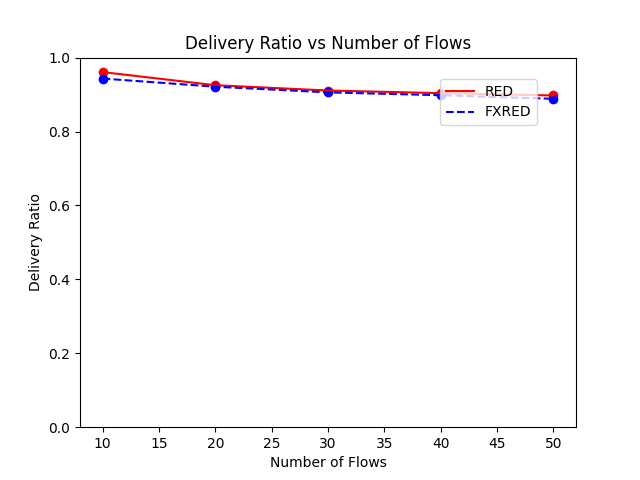 Delivery Ratio vs Number of Flows
1.0
0.8
0.6
0.4
0.2
0.0
Delivery Ratio
RED
FXRED
10 15 20 25 30 35 40 45 50
Number of Flows